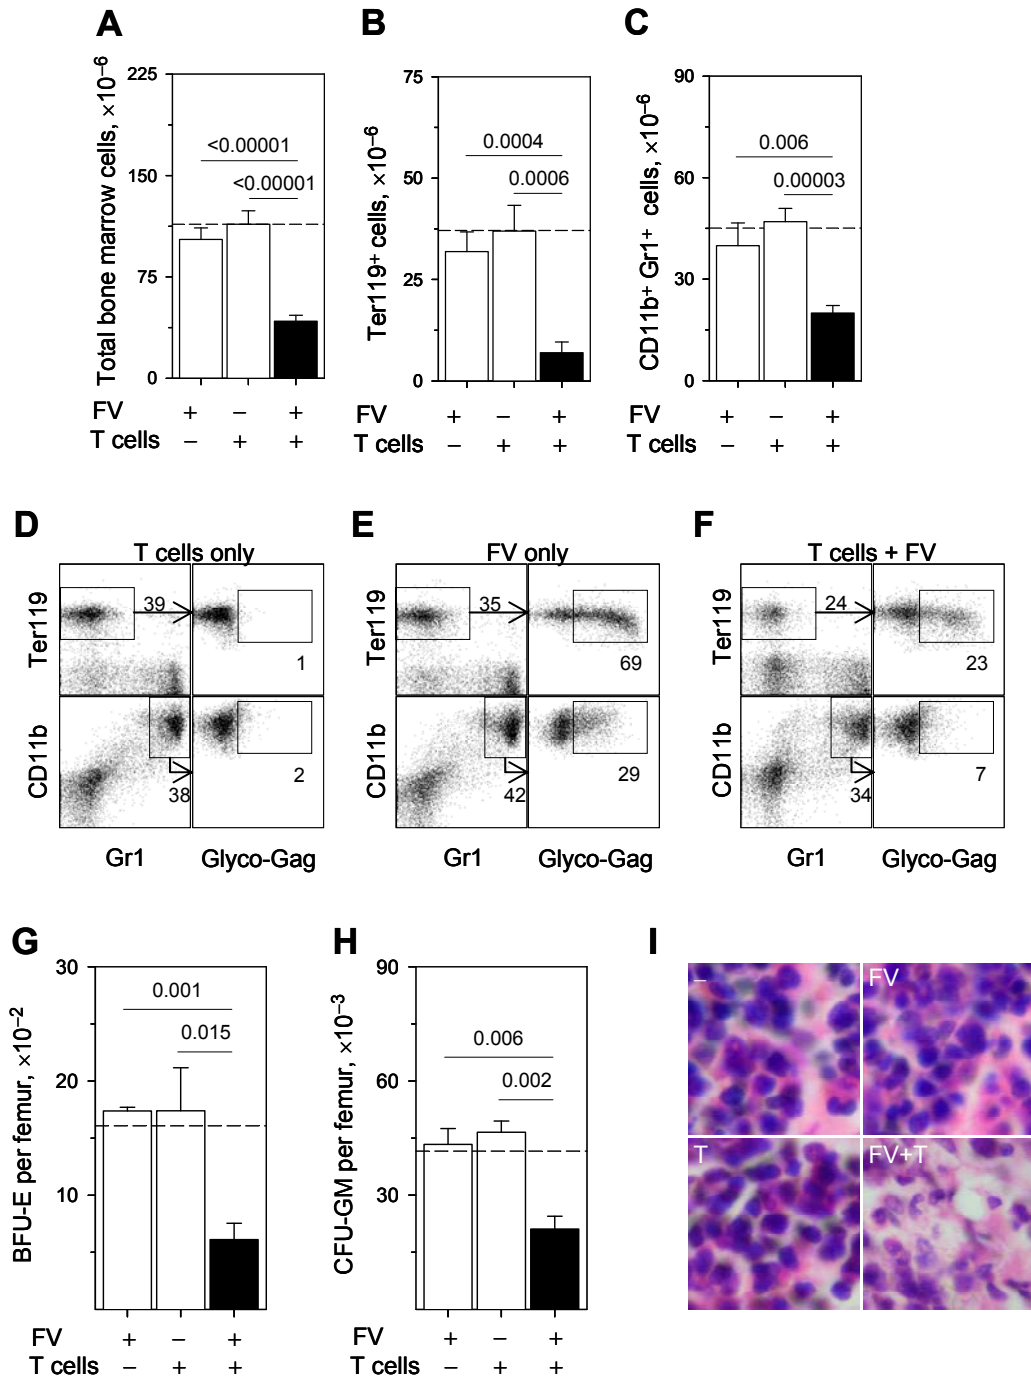 A
Total bone marrow cells, ×10⁻⁶
225
150
75
0
<0.00001
<0.00001
FV + – +
T cells – + +
B
Ter119⁺ cells, ×10⁻⁶
75
50
25
0
0.0004
0.0006
FV + – +
T cells – + +
C
CD11b⁺ Gr1⁺ cells, ×10⁻⁶
90
60
30
0
0.006
0.00003
FV + – +
T cells – + +
D
T cells only
Ter119
39
1
CD11b
38
2
Gr1
Glyco-Gag
E
FV only
Ter119
35
69
CD11b
42
29
Gr1
Glyco-Gag
F
T cells + FV
Ter119
24
23
CD11b
34
7
Gr1
Glyco-Gag
G
BFU-E per femur, ×10⁻²
30
20
10
0.001
0.015
FV + – +
T cells – + +
H
CFU-GM per femur, ×10⁻³
90
60
30
0.006
0.002
FV + – +
T cells – + +
I
–
FV
T
FV+T